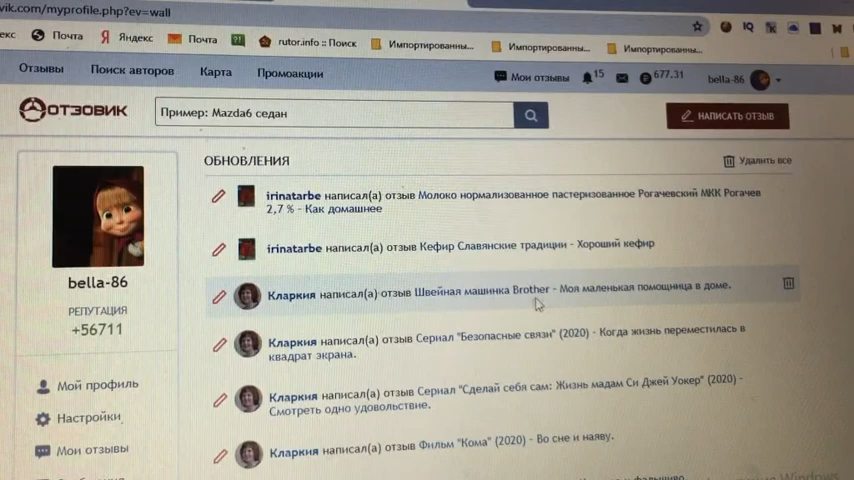 vik.com/myprofile.php?ev=wall
екс Почта Яндекс Почта rutor.info :: Поиск Импортированны... Импортированны... Импортированны...
Отзывы Поиск авторов Карта Промоакции Мои отзывы 15 677.31 bella-86
ОТЗОВИК Пример: Mazda6 седан НАПИСАТЬ ОТЗЫВ
ОБНОВЛЕНИЯ Удалить все
irinatarbe написал(а) отзыв Молоко нормализованное пастеризованное Рогачевский МКК Рогачев
2,7 % - Как домашнее
irinatarbe написал(а) отзыв Кефир Славянские традиции - Хороший кефир
bella-86
Кларкия написал(а) отзыв Швейная машинка Brother - Моя маленькая помощница в доме.
РЕПУТАЦИЯ
+56711
Кларкия написал(а) отзыв Сериал "Безопасные связи" (2020) - Когда жизнь переместилась в
квадрат экрана.
Мой профиль
Кларкия написал(а) отзыв Сериал "Сделай себя сам: Жизнь мадам Си Джей Уокер" (2020) -
Смотреть одно удовольствие.
Настройки
Мои отзывы
Кларкия написал(а) отзыв Фильм "Кома" (2020) - Во сне и наяву.